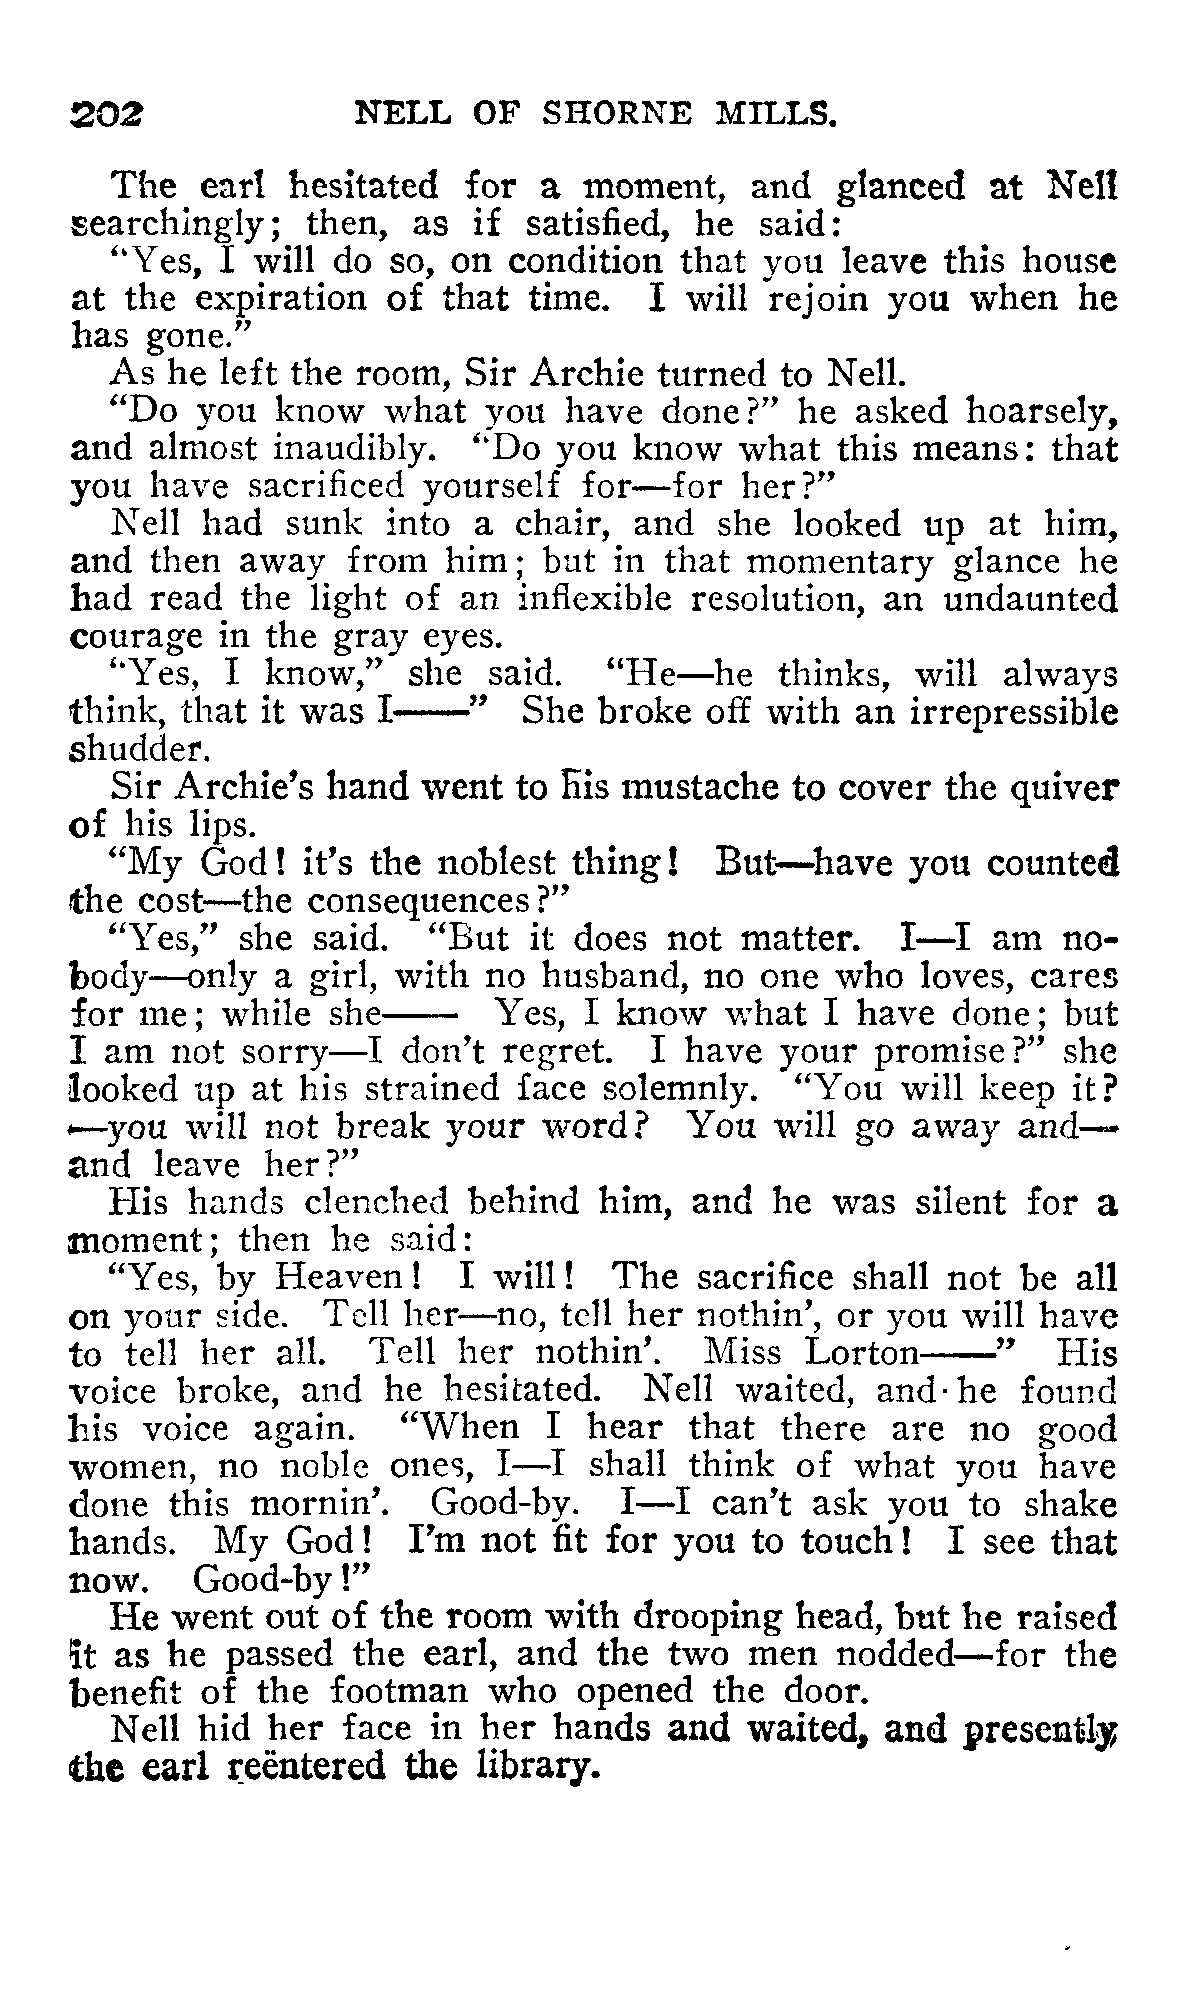 202 NELL OF SHORNE MILLS.
The earl hesitated for a moment, and glanced at Nell
searchingly; then, as if satisfied, he said:
"Yes, I will do so, on condition that you leave this house
at the expiration of that time. I will rejoin you when he
has gone."
As he left the room, Sir Archie turned to Nell.
"Do you know what you have done?" he asked hoarsely,
and almost inaudibly. "Do you know what this means: that
you have sacrificed yourself for—for her?"
Nell had sunk into a chair, and she looked up at him,
and then away from him; but in that momentary glance he
had read the light of an inflexible resolution, an undaunted
courage in the gray eyes.
"Yes, I know," she said. "He—he thinks, will always
think, that it was I——" She broke off with an irrepressible
shudder.
Sir Archie's hand went to his mustache to cover the quiver
of his lips.
"My God! it's the noblest thing! But—have you counted
the cost—the consequences?"
"Yes," she said. "But it does not matter. I—I am no-
body—only a girl, with no husband, no one who loves, cares
for me; while she—— Yes, I know what I have done; but
I am not sorry—I don't regret. I have your promise?" she
looked up at his strained face solemnly. "You will keep it?
—you will not break your word? You will go away and—
and leave her?"
His hands clenched behind him, and he was silent for a
moment; then he said:
"Yes, by Heaven! I will! The sacrifice shall not be all
on your side. Tell her—no, tell her nothin', or you will have
to tell her all. Tell her nothin'. Miss Lorton——" His
voice broke, and he hesitated. Nell waited, and he found
his voice again. "When I hear that there are no good
women, no noble ones, I—I shall think of what you have
done this mornin'. Good-by. I—I can't ask you to shake
hands. My God! I'm not fit for you to touch! I see that
now. Good-by!"
He went out of the room with drooping head, but he raised
it as he passed the earl, and the two men nodded—for the
benefit of the footman who opened the door.
Nell hid her face in her hands and waited, and presently
the earl reëntered the library.